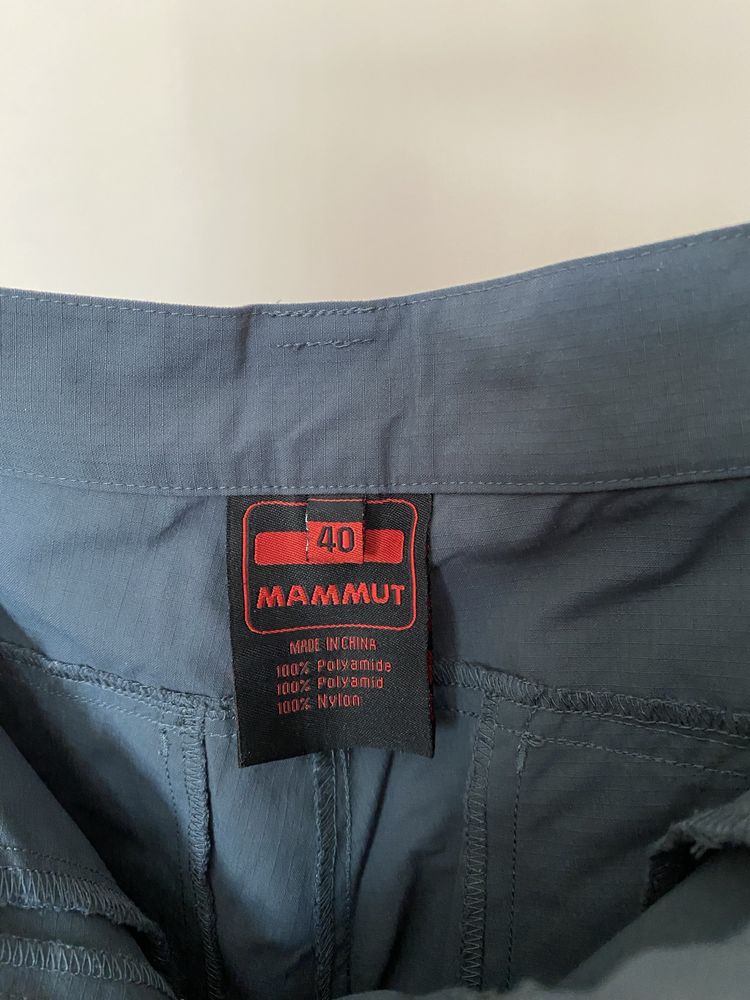 40
MAMMUT
MADE IN CHINA
100% Polyamide
100% Polyamid
100% Nylon